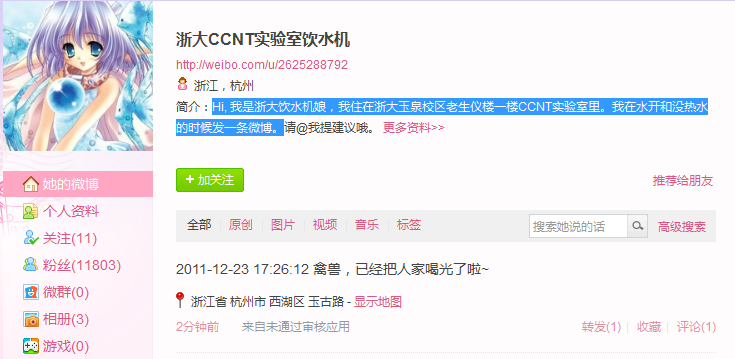 浙大CCNT实验室饮水机
http://weibo.com/u/2625288792
浙江，杭州
简介：Hi, 我是浙大饮水机娘，我住在浙大玉泉校区老生仪楼一楼CCNT实验室里。我在水开和没热水
的时候发一条微博。请@我提建议哦。 更多资料>>
+ 加关注
推荐给朋友
她的微博
个人资料
关注(11)
粉丝(11803)
微群(0)
相册(3)
游戏(0)
全部 原创 图片 视频 音乐 标签 搜索她说的话 高级搜索
2011-12-23 17:26:12 禽兽，已经把人家喝光了啦~
浙江省 杭州市 西湖区 玉古路 - 显示地图
2分钟前 来自未通过审核应用 转发(1) 收藏 评论(1)